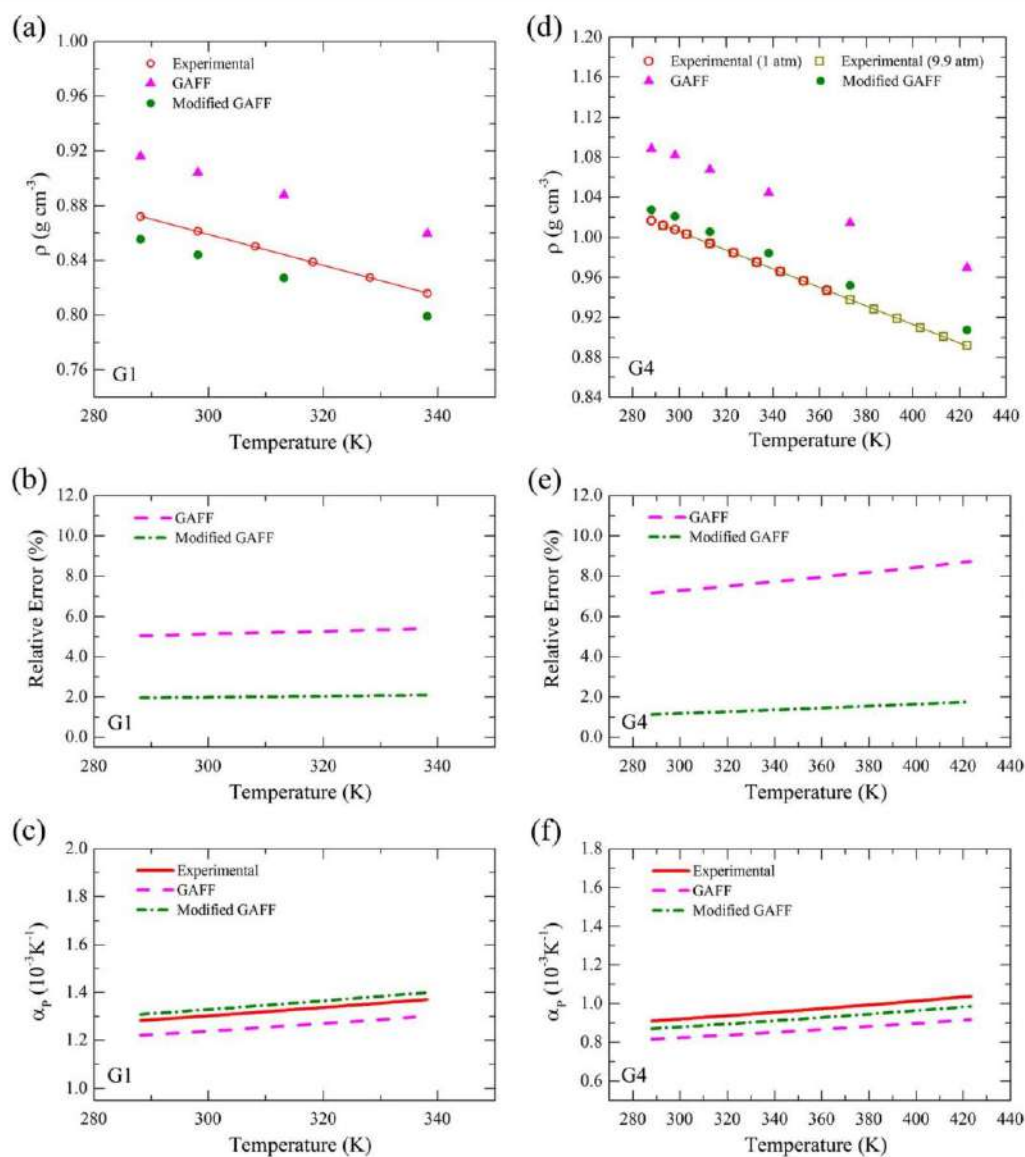 (a)
1.00
0.96
0.92
0.88
0.84
0.80
0.76
ρ (g cm⁻³)
Experimental
GAFF
Modified GAFF
G1
280 300 320 340
Temperature (K)
(d)
1.20
1.16
1.12
1.08
1.04
1.00
0.96
0.92
0.88
0.84
ρ (g cm⁻³)
Experimental (1 atm) Experimental (9.9 atm)
GAFF Modified GAFF
G4
280 300 320 340 360 380 400 420 440
Temperature (K)
(b)
12.0
10.0
8.0
6.0
4.0
2.0
0.0
Relative Error (%)
GAFF
Modified GAFF
G1
280 300 320 340
Temperature (K)
(e)
12.0
10.0
8.0
6.0
4.0
2.0
0.0
Relative Error (%)
GAFF
Modified GAFF
G4
280 300 320 340 360 380 400 420 440
Temperature (K)
(c)
2.0
1.8
1.6
1.4
1.2
1.0
αP (10⁻³K⁻¹)
Experimental
GAFF
Modified GAFF
G1
280 300 320 340
Temperature (K)
(f)
1.8
1.6
1.4
1.2
1.0
0.8
0.6
αP (10⁻³K⁻¹)
Experimental
GAFF
Modified GAFF
G4
280 300 320 340 360 380 400 420 440
Temperature (K)